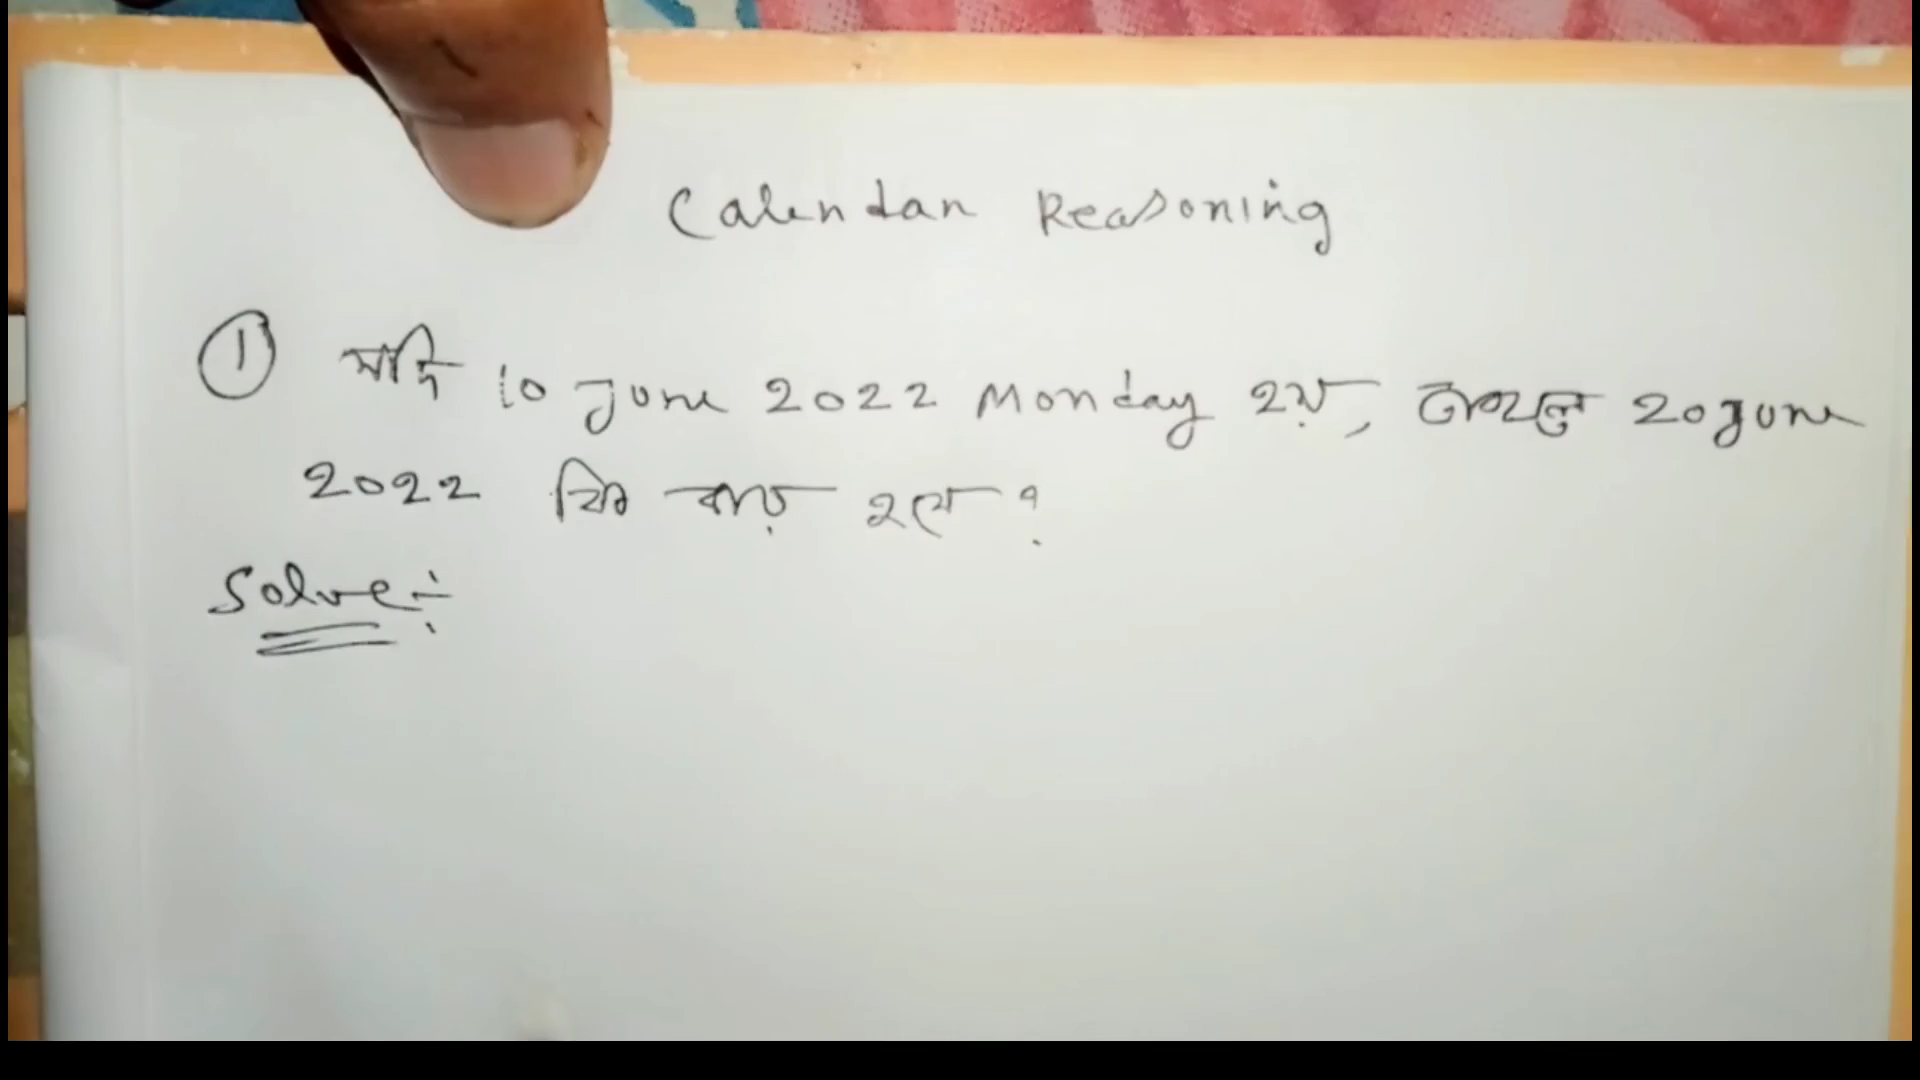 Calendar Reasoning
① যদি 10 June 2022 Monday হয়, তাহলে 20 June
2022 কি বার হবে?
Solve:-